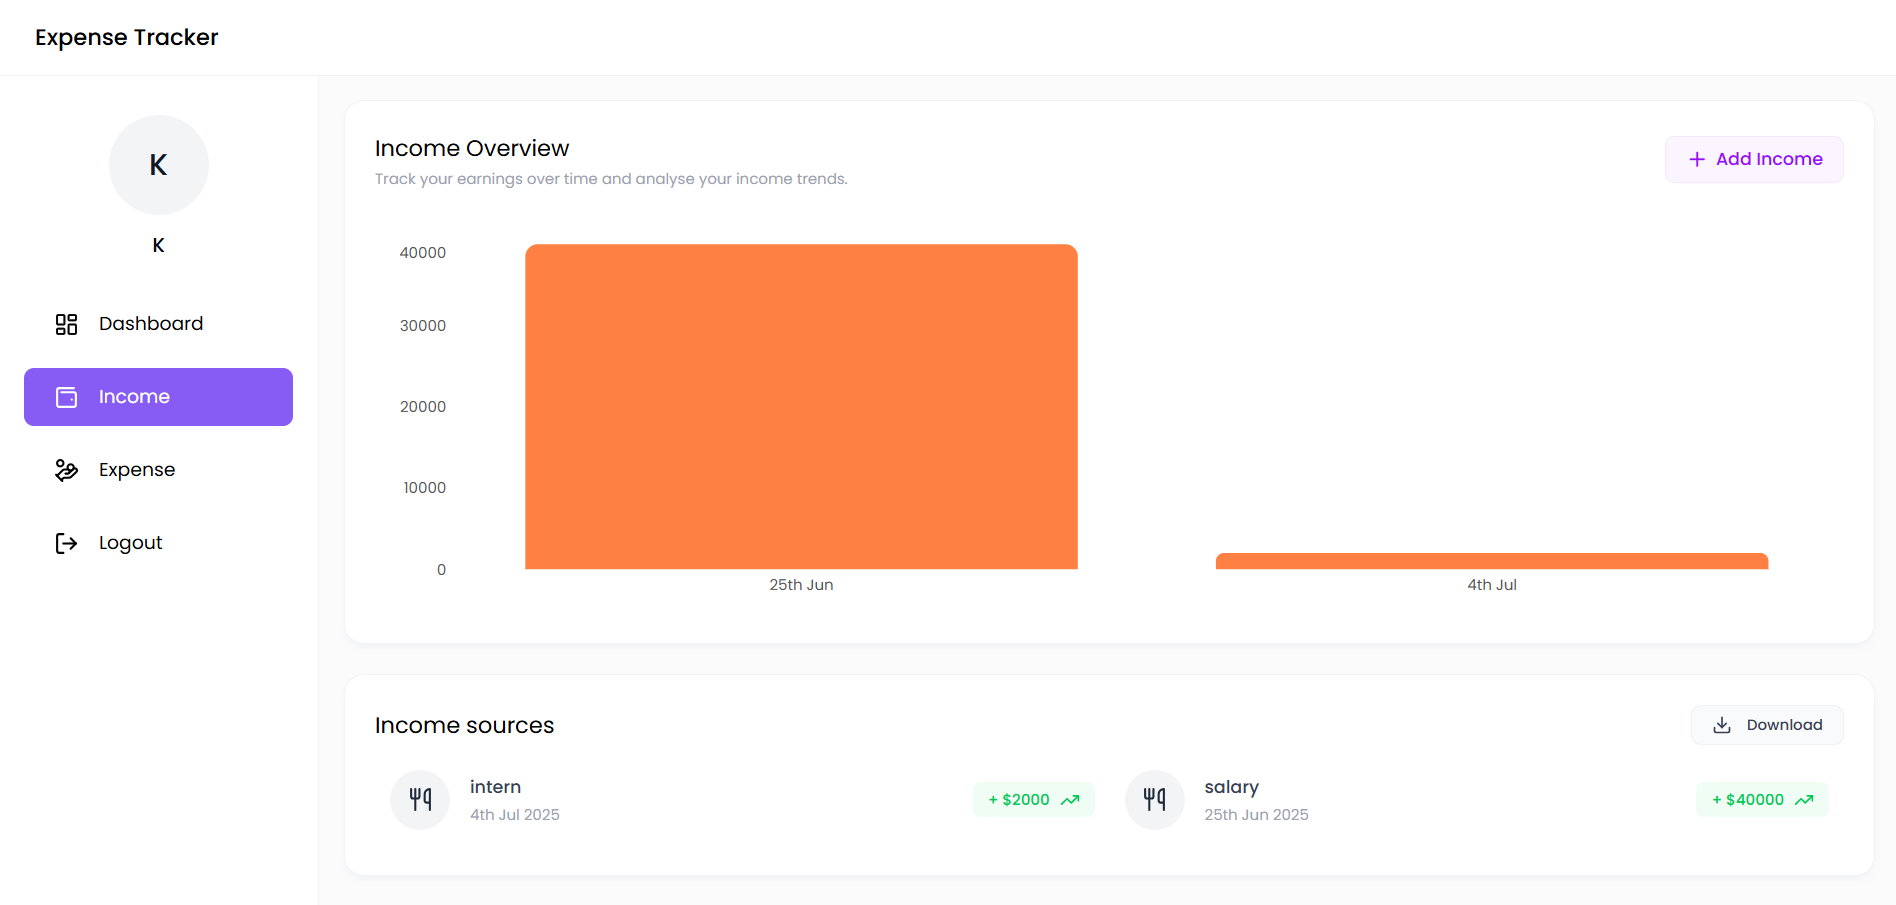 Expense Tracker
K
K
Dashboard
Income
Expense
Logout
Income Overview
Track your earnings over time and analyse your income trends.
+ Add Income
40000
30000
20000
10000
0
25th Jun
4th Jul
Income sources
Download
intern
4th Jul 2025
+ $2000
salary
25th Jun 2025
+ $40000